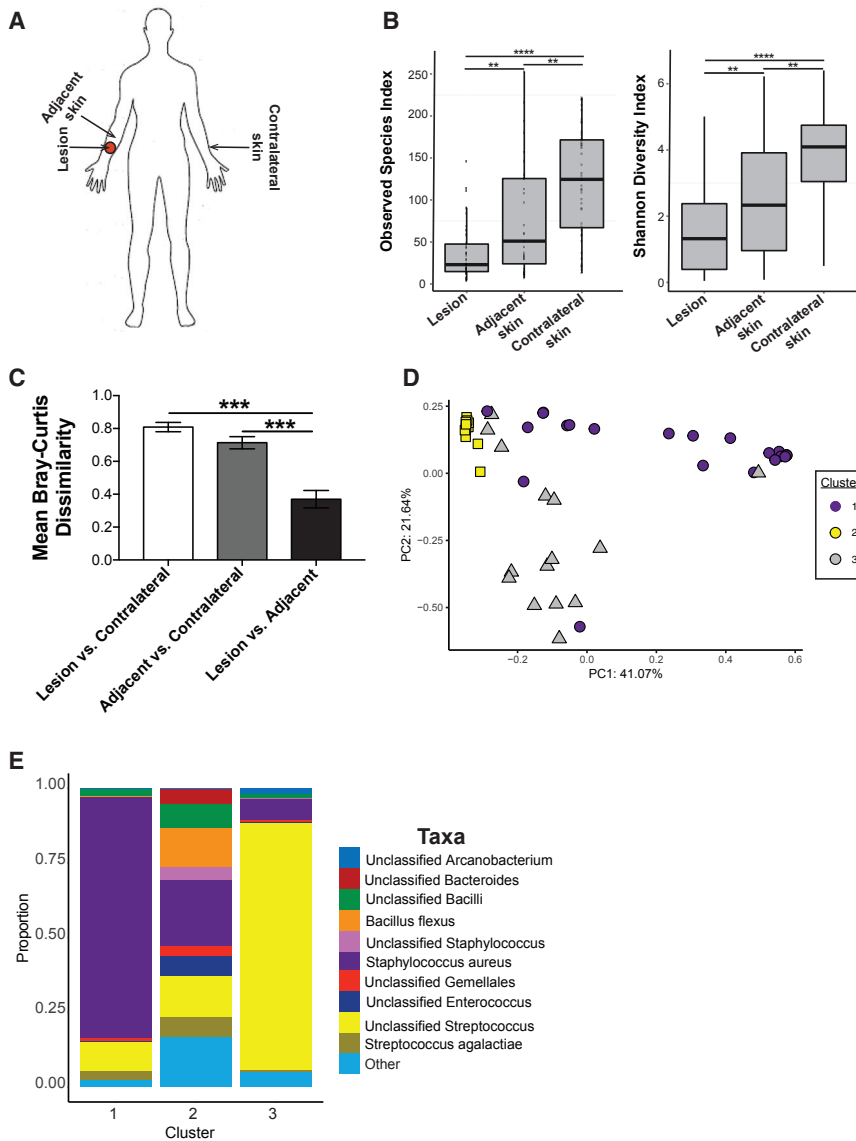 A
Adjacent skin
Lesion
Contralateral skin
B
Observed Species Index
250
200
150
100
50
0
****
**
**
Lesion
Adjacent skin
Contralateral skin
Shannon Diversity Index
6
4
2
0
****
**
**
Lesion
Adjacent skin
Contralateral skin
C
Mean Bray-Curtis
Dissimilarity
1.0
0.8
0.6
0.4
0.2
0.0
***
***
Lesion vs. Contralateral
Adjacent vs. Contralateral
Lesion vs. Adjacent
D
PC2: 21.64%
0.25
0.00
−0.25
−0.50
−0.2
0.0
0.2
0.4
0.6
PC1: 41.07%
Cluster
1
2
3
E
Proportion
1.00
0.75
0.50
0.25
0.00
1
2
3
Cluster
Taxa
Unclassified Arcanobacterium
Unclassified Bacteroides
Unclassified Bacilli
Bacillus flexus
Unclassified Staphylococcus
Staphylococcus aureus
Unclassified Gemellales
Unclassified Enterococcus
Unclassified Streptococcus
Streptococcus agalactiae
Other